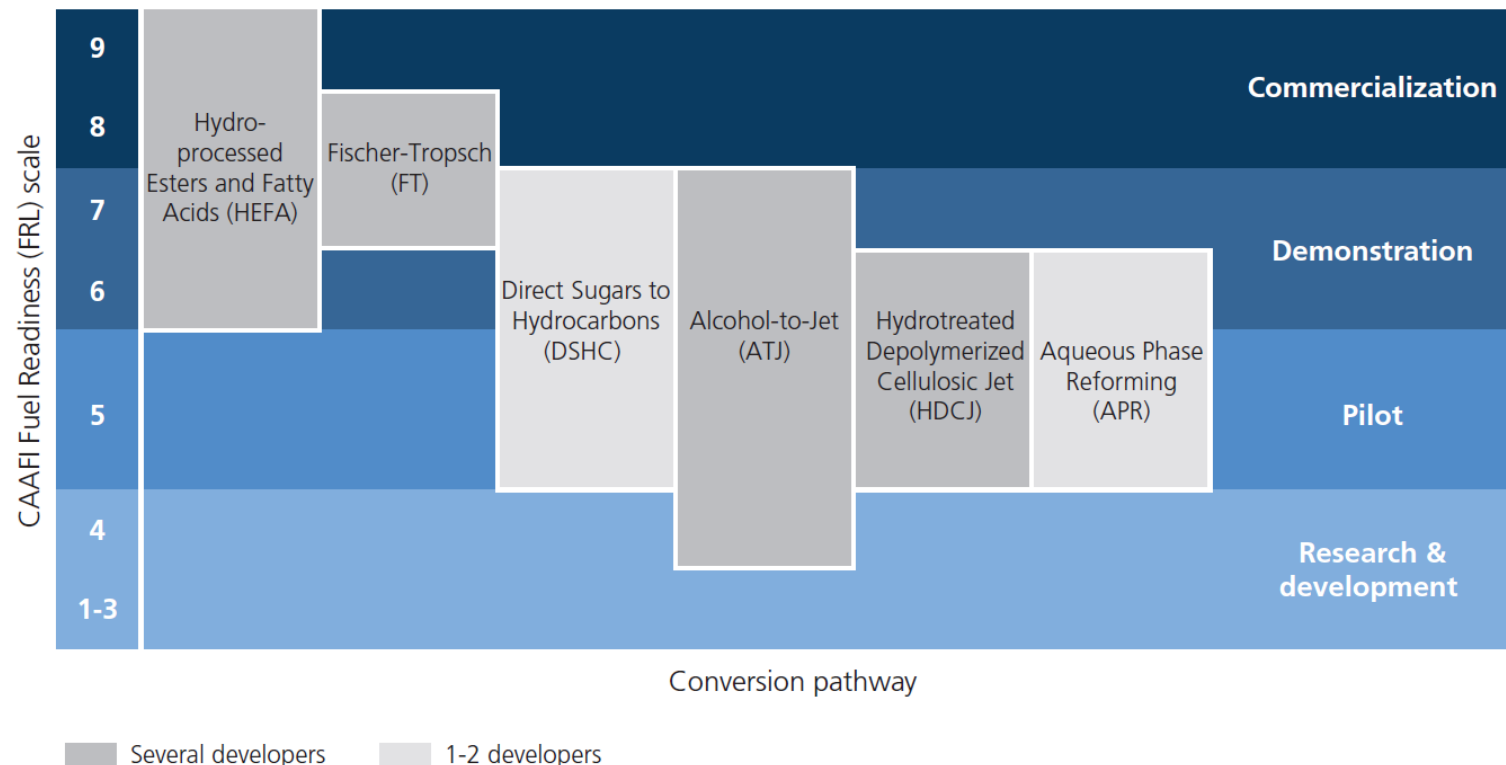 CAAFI Fuel Readiness (FRL) scale
9
8
7
6
5
4
1-3
Hydro-
processed
Esters and Fatty
Acids (HEFA)
Fischer-Tropsch
(FT)
Direct Sugars to
Hydrocarbons
(DSHC)
Alcohol-to-Jet
(ATJ)
Hydrotreated
Depolymerized
Cellulosic Jet
(HDCJ)
Aqueous Phase
Reforming
(APR)
Commercialization
Demonstration
Pilot
Research &
development
Conversion pathway
Several developers
1-2 developers